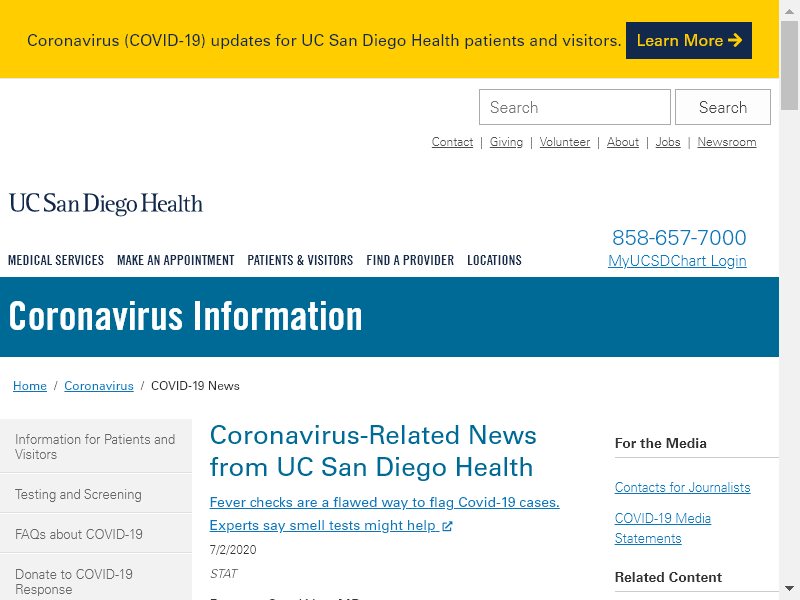 Coronavirus (COVID-19) updates for UC San Diego Health patients and visitors. Learn More
Search Search
Contact | Giving | Volunteer | About | Jobs | Newsroom
UC San Diego Health
858-657-7000
MyUCSDChart Login
MEDICAL SERVICES MAKE AN APPOINTMENT PATIENTS & VISITORS FIND A PROVIDER LOCATIONS
Coronavirus Information
Home / Coronavirus / COVID-19 News
Information for Patients and
Visitors
Testing and Screening
FAQs about COVID-19
Donate to COVID-19
Response
Coronavirus-Related News
from UC San Diego Health
Fever checks are a flawed way to flag Covid-19 cases.
Experts say smell tests might help
7/2/2020
STAT
For the Media
Contacts for Journalists
COVID-19 Media
Statements
Related Content